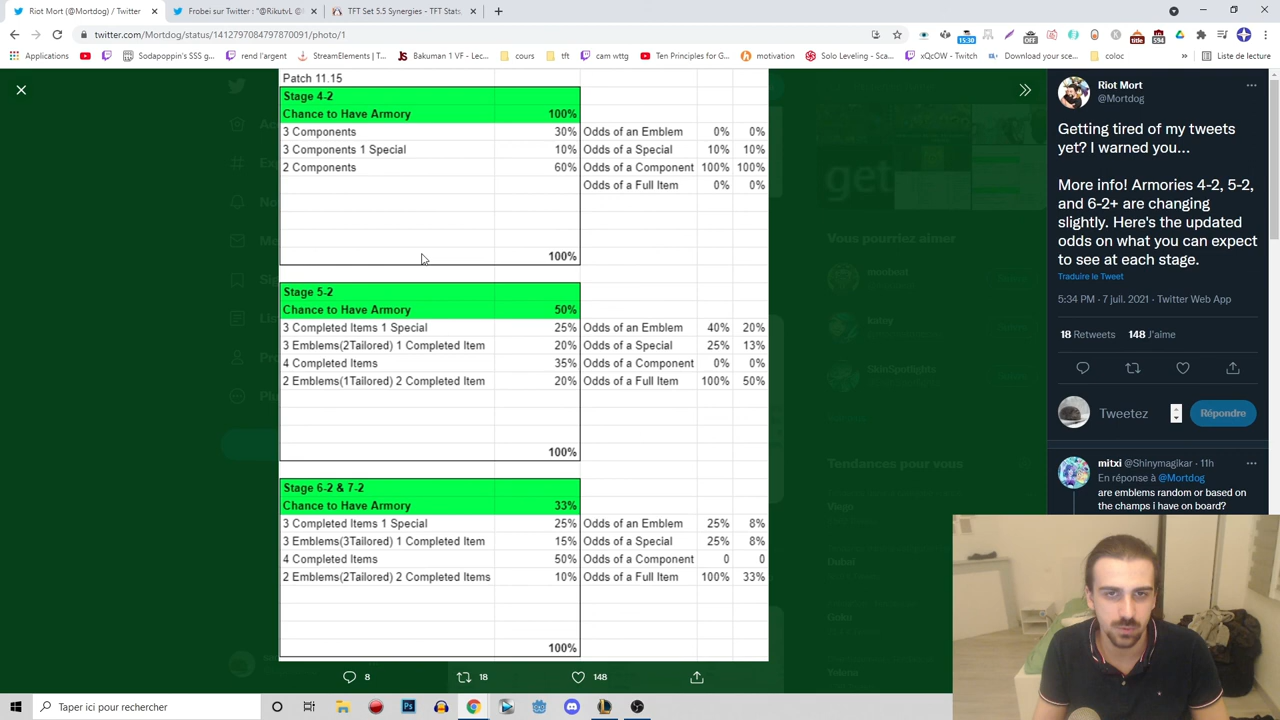 Riot Mort (@Mortdog) / Twitter
Frobei sur Twitter : "@RikutvL @
TFT Set 5.5 Synergies - TFT Stats
twitter.com/Mortdog/status/1412797084797870091/photo/1
Applications
Sodapoppin's SSS g
rend l'argent
StreamElements | T...
Bakuman 1 VF - Lec...
cours
tft
cam wttg
Ten Principles for G...
motivation
Solo Leveling - Sca...
xQcOW - Twitch
Download your sce...
coloc
Liste de lecture
Patch 11.15
Stage 4-2
Chance to Have Armory 100%
3 Components 30% Odds of an Emblem 0% 0%
3 Components 1 Special 10% Odds of a Special 10% 10%
2 Components 60% Odds of a Component 100% 100%
Odds of a Full Item 0% 0%
100%
Stage 5-2
Chance to Have Armory 50%
3 Completed Items 1 Special 25% Odds of an Emblem 40% 20%
3 Emblems(2Tailored) 1 Completed Item 20% Odds of a Special 25% 13%
4 Completed Items 35% Odds of a Component 0% 0%
2 Emblems(1Tailored) 2 Completed Item 20% Odds of a Full Item 100% 50%
100%
Stage 6-2 & 7-2
Chance to Have Armory 33%
3 Completed Items 1 Special 25% Odds of an Emblem 25% 8%
3 Emblems(3Tailored) 1 Completed Item 15% Odds of a Special 25% 8%
4 Completed Items 50% Odds of a Component 0 0
2 Emblems(2Tailored) 2 Completed Items 10% Odds of a Full Item 100% 33%
100%
8
18
148
get
Vous pourriez aimer
moobeat
SkinSpotlights
Tendances pour vous
Viego
Dubaï
Goku
Riot Mort
@Mortdog
Getting tired of my tweets
yet? I warned you...
More info! Armories 4-2, 5-2,
and 6-2+ are changing
slightly. Here's the updated
odds on what you can expect
to see at each stage.
Traduire le Tweet
5:34 PM · 7 juil. 2021 · Twitter Web App
18 Retweets 148 J'aime
Tweetez
Répondre
mitxi @Shinymagikar · 11h
En réponse à @Mortdog
are emblems random or based on
the champs i have on board?
Taper ici pour rechercher